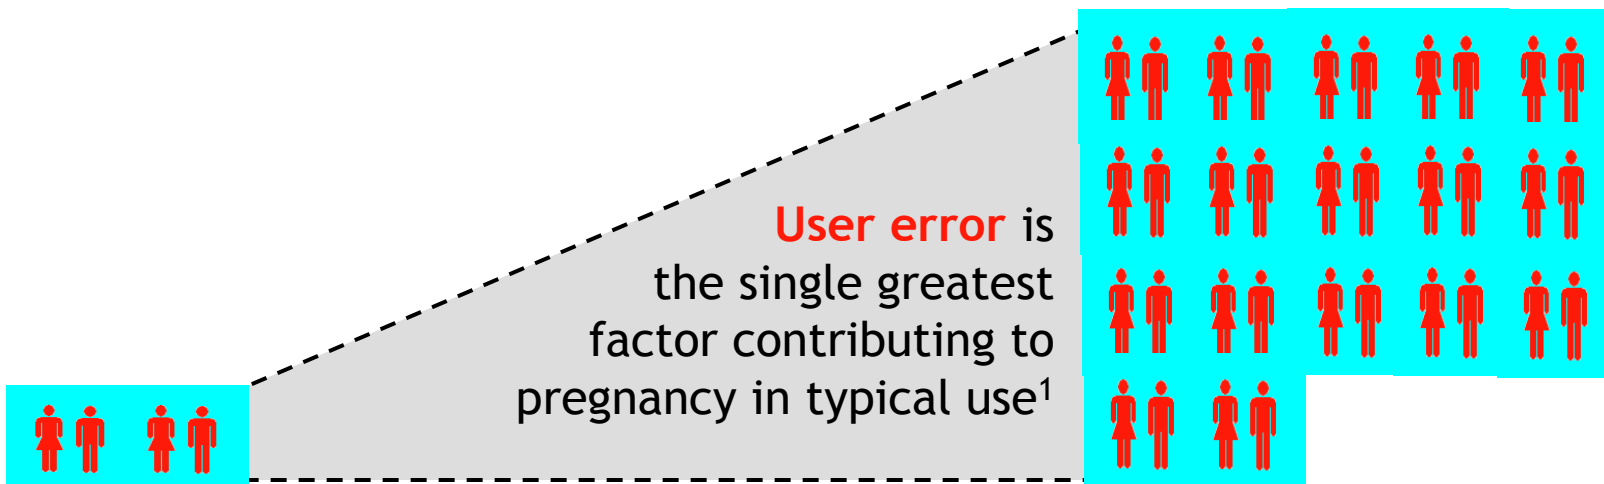 User error is
the single greatest
factor contributing to
pregnancy in typical use¹